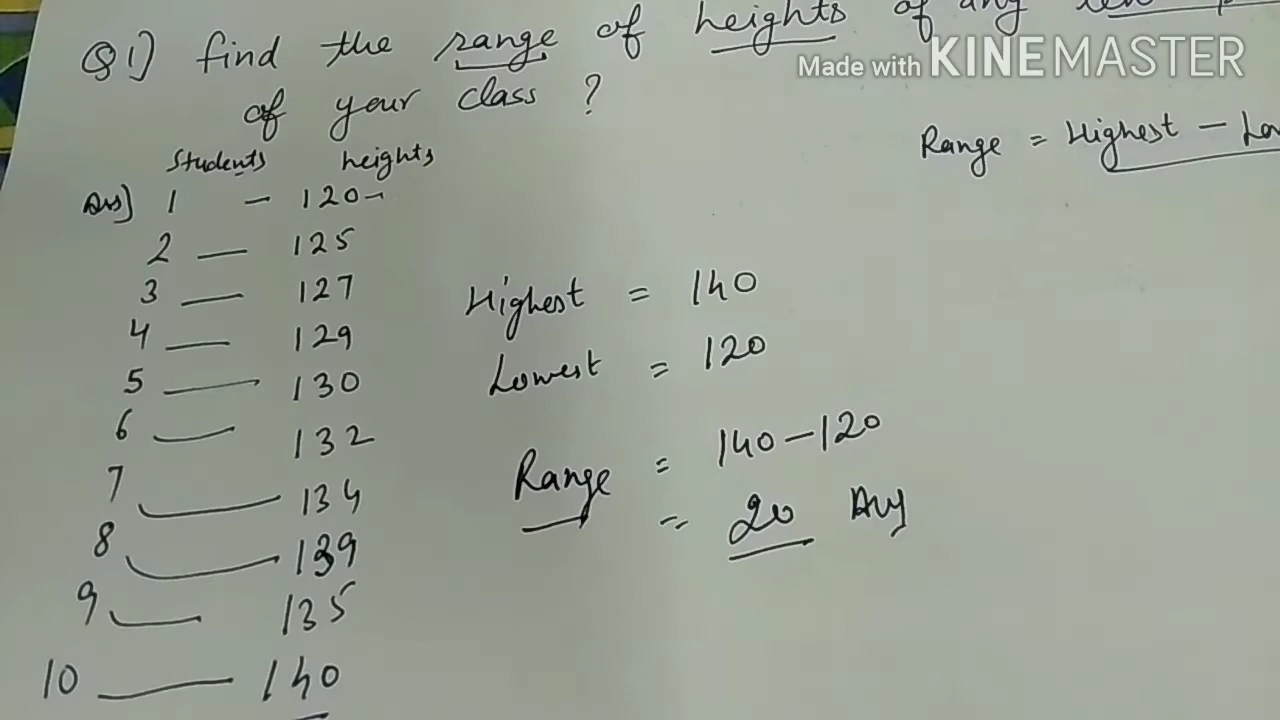 Q1) find the range of heights of any ten
of your class ?
Made with KINEMASTER
Range = Highest -
Students heights
Ans) 1 - 120-
2 — 125
3 — 127
4 — 129
5 — 130
6 — 132
7 — 134
8 — 139
9 — 135
10 — 140
Highest = 140
Lowest = 120
Range = 140-120
= 20 Ans